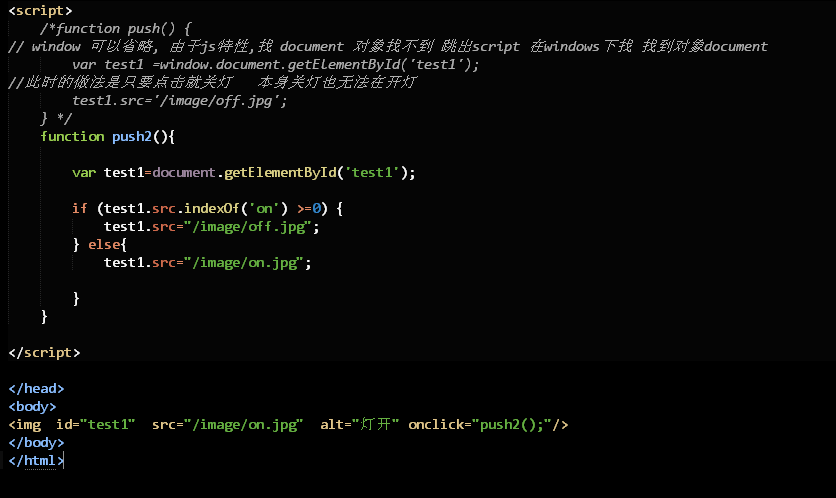 <script>
/*function push() {
// window 可以省略, 由于js特性,找 document 对象找不到 跳出script 在windows下找 找到对象document
var test1 =window.document.getElementById('test1');
//此时的做法是只要点击就关灯   本身关灯也无法在开灯
test1.src='/image/off.jpg';
} */
function push2(){
var test1=document.getElementById('test1');
if (test1.src.indexOf('on') >=0) {
test1.src="/image/off.jpg";
} else{
test1.src="/image/on.jpg";
}
}
</script>
</head>
<body>
<img  id="test1"  src="/image/on.jpg"  alt="灯开" onclick="push2();"/>
</body>
</html>